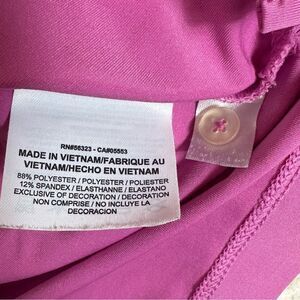 RN#56323 - CA#05553
MADE IN VIETNAM/FABRIQUE AU
VIETNAM/HECHO EN VIETNAM
88% POLYESTER / POLYESTER / POLIESTER
12% SPANDEX / ELASTHANNE / ELASTANO
EXCLUSIVE OF DECORATION / DECORATION
NON COMPRISE / NO INCLUYE LA
DECORACION